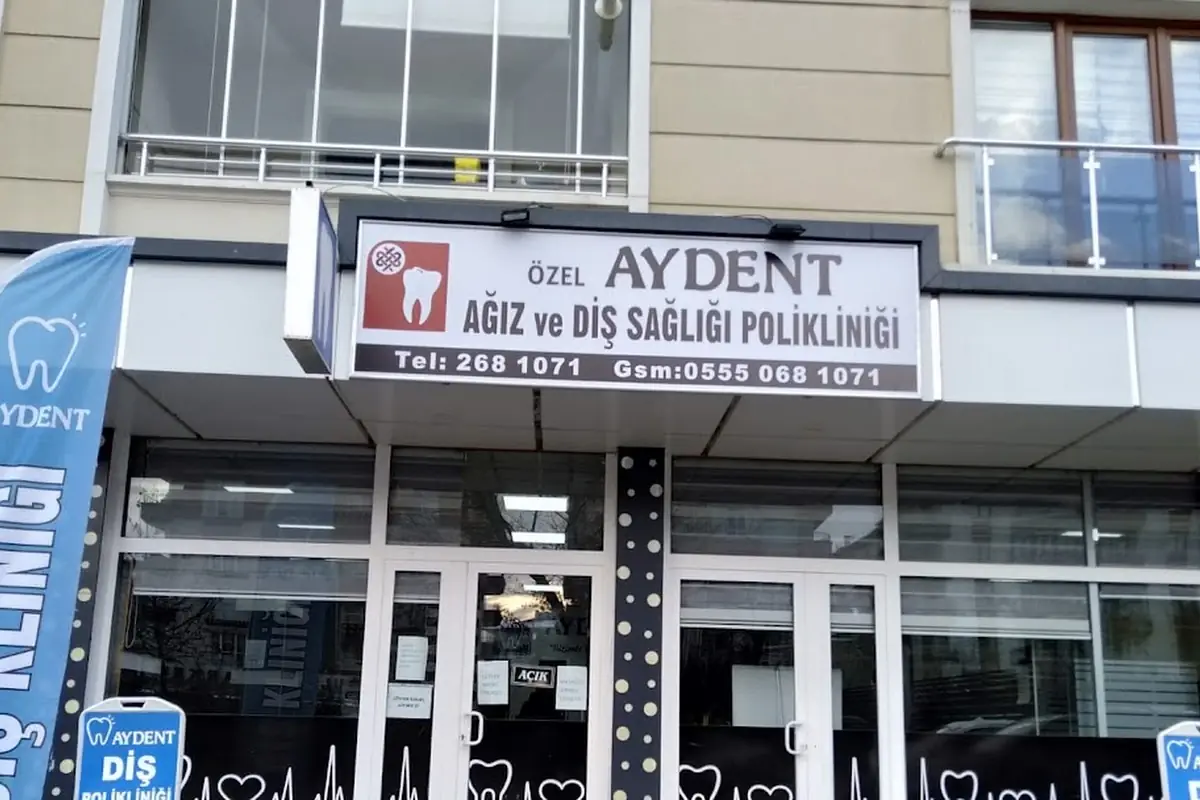 ÖZEL AYDENT
AĞIZ ve DİŞ SAĞLIĞI POLİKLİNİĞİ
Tel: 268 1071 Gsm:0555 068 1071
AYDENT
KLİNİĞİ
AÇIK
AYDENT
DİŞ
POLİKLİNİĞİ